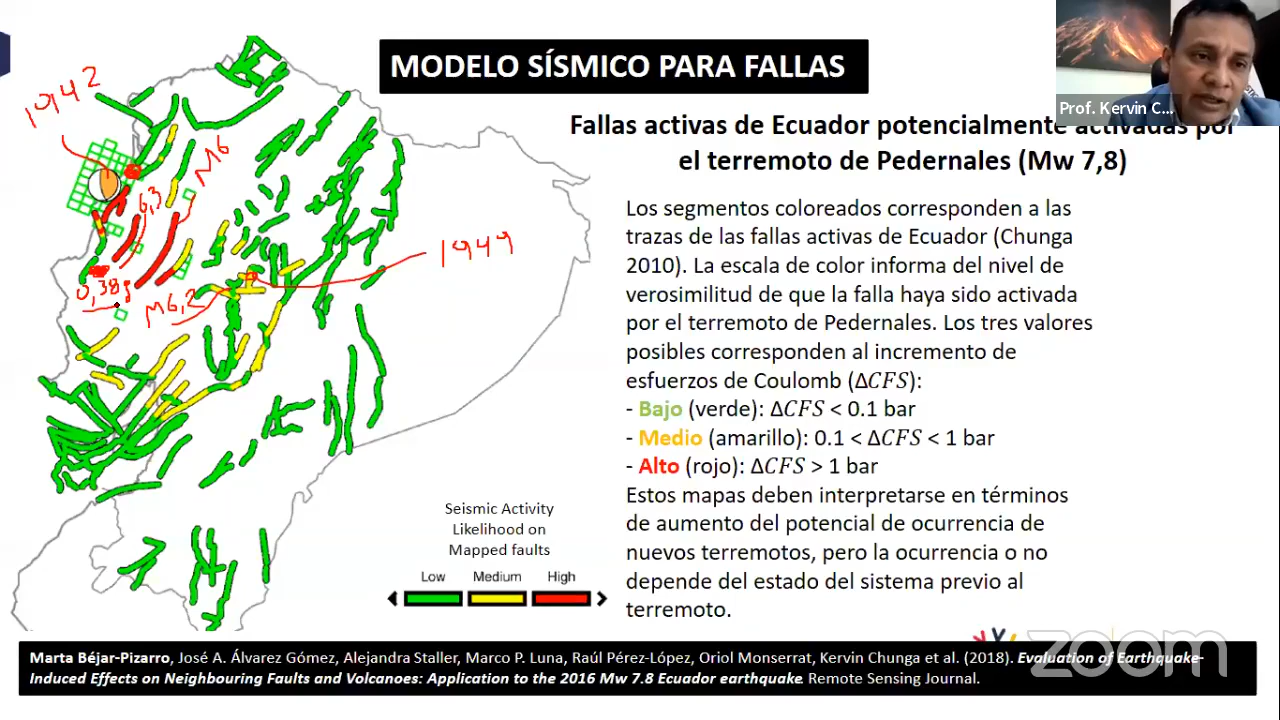 MODELO SÍSMICO PARA FALLAS
Prof. Kervin C...
Fallas activas de Ecuador potencialmente activadas por
el terremoto de Pedernales (Mw 7,8)
1942
M6
6,3
1949
0,38g
M6,2
Los segmentos coloreados corresponden a las
trazas de las fallas activas de Ecuador (Chunga
2010). La escala de color informa del nivel de
verosimilitud de que la falla haya sido activada
por el terremoto de Pedernales. Los tres valores
posibles corresponden al incremento de
esfuerzos de Coulomb (ΔCFS):
- Bajo (verde): ΔCFS < 0.1 bar
- Medio (amarillo): 0.1 < ΔCFS < 1 bar
- Alto (rojo): ΔCFS > 1 bar
Estos mapas deben interpretarse en términos
de aumento del potencial de ocurrencia de
nuevos terremotos, pero la ocurrencia o no
depende del estado del sistema previo al
terremoto.
Seismic Activity
Likelihood on
Mapped faults
Low Medium High
zoom
Marta Béjar-Pizarro, José A. Álvarez Gómez, Alejandra Staller, Marco P. Luna, Raúl Pérez-López, Oriol Monserrat, Kervin Chunga et al. (2018). Evaluation of Earthquake-
Induced Effects on Neighbouring Faults and Volcanoes: Application to the 2016 Mw 7.8 Ecuador earthquake. Remote Sensing Journal.